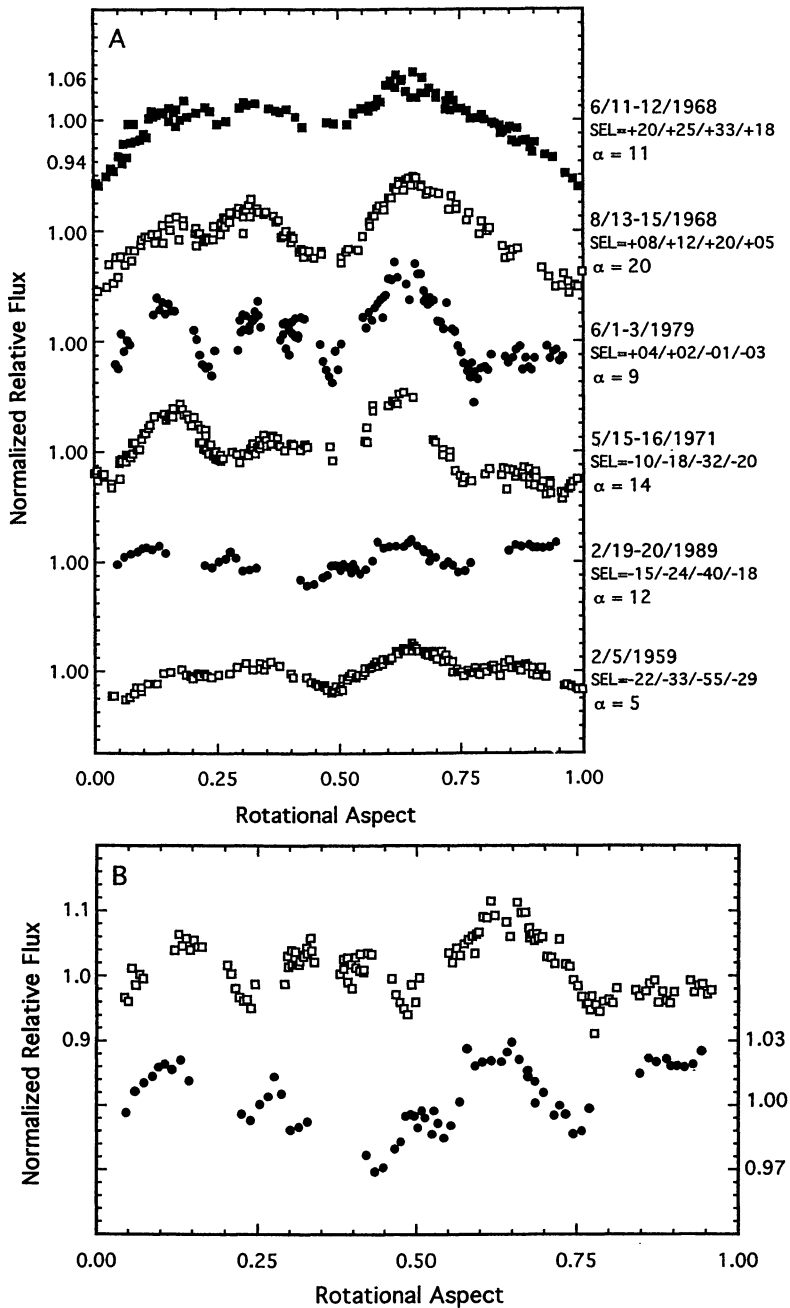 A
1.06
1.00
0.94
1.00
1.00
1.00
1.00
1.00
Normalized Relative Flux
6/11-12/1968
SEL=+20/+25/+33/+18
α = 11
8/13-15/1968
SEL=+08/+12/+20/+05
α = 20
6/1-3/1979
SEL=+04/+02/-01/-03
α = 9
5/15-16/1971
SEL=-10/-18/-32/-20
α = 14
2/19-20/1989
SEL=-15/-24/-40/-18
α = 12
2/5/1959
SEL=-22/-33/-55/-29
α = 5
0.00 0.25 0.50 0.75 1.00
Rotational Aspect
B
1.1
1.0
0.9
Normalized Relative Flux
1.03
1.00
0.97
0.00 0.25 0.50 0.75 1.00
Rotational Aspect